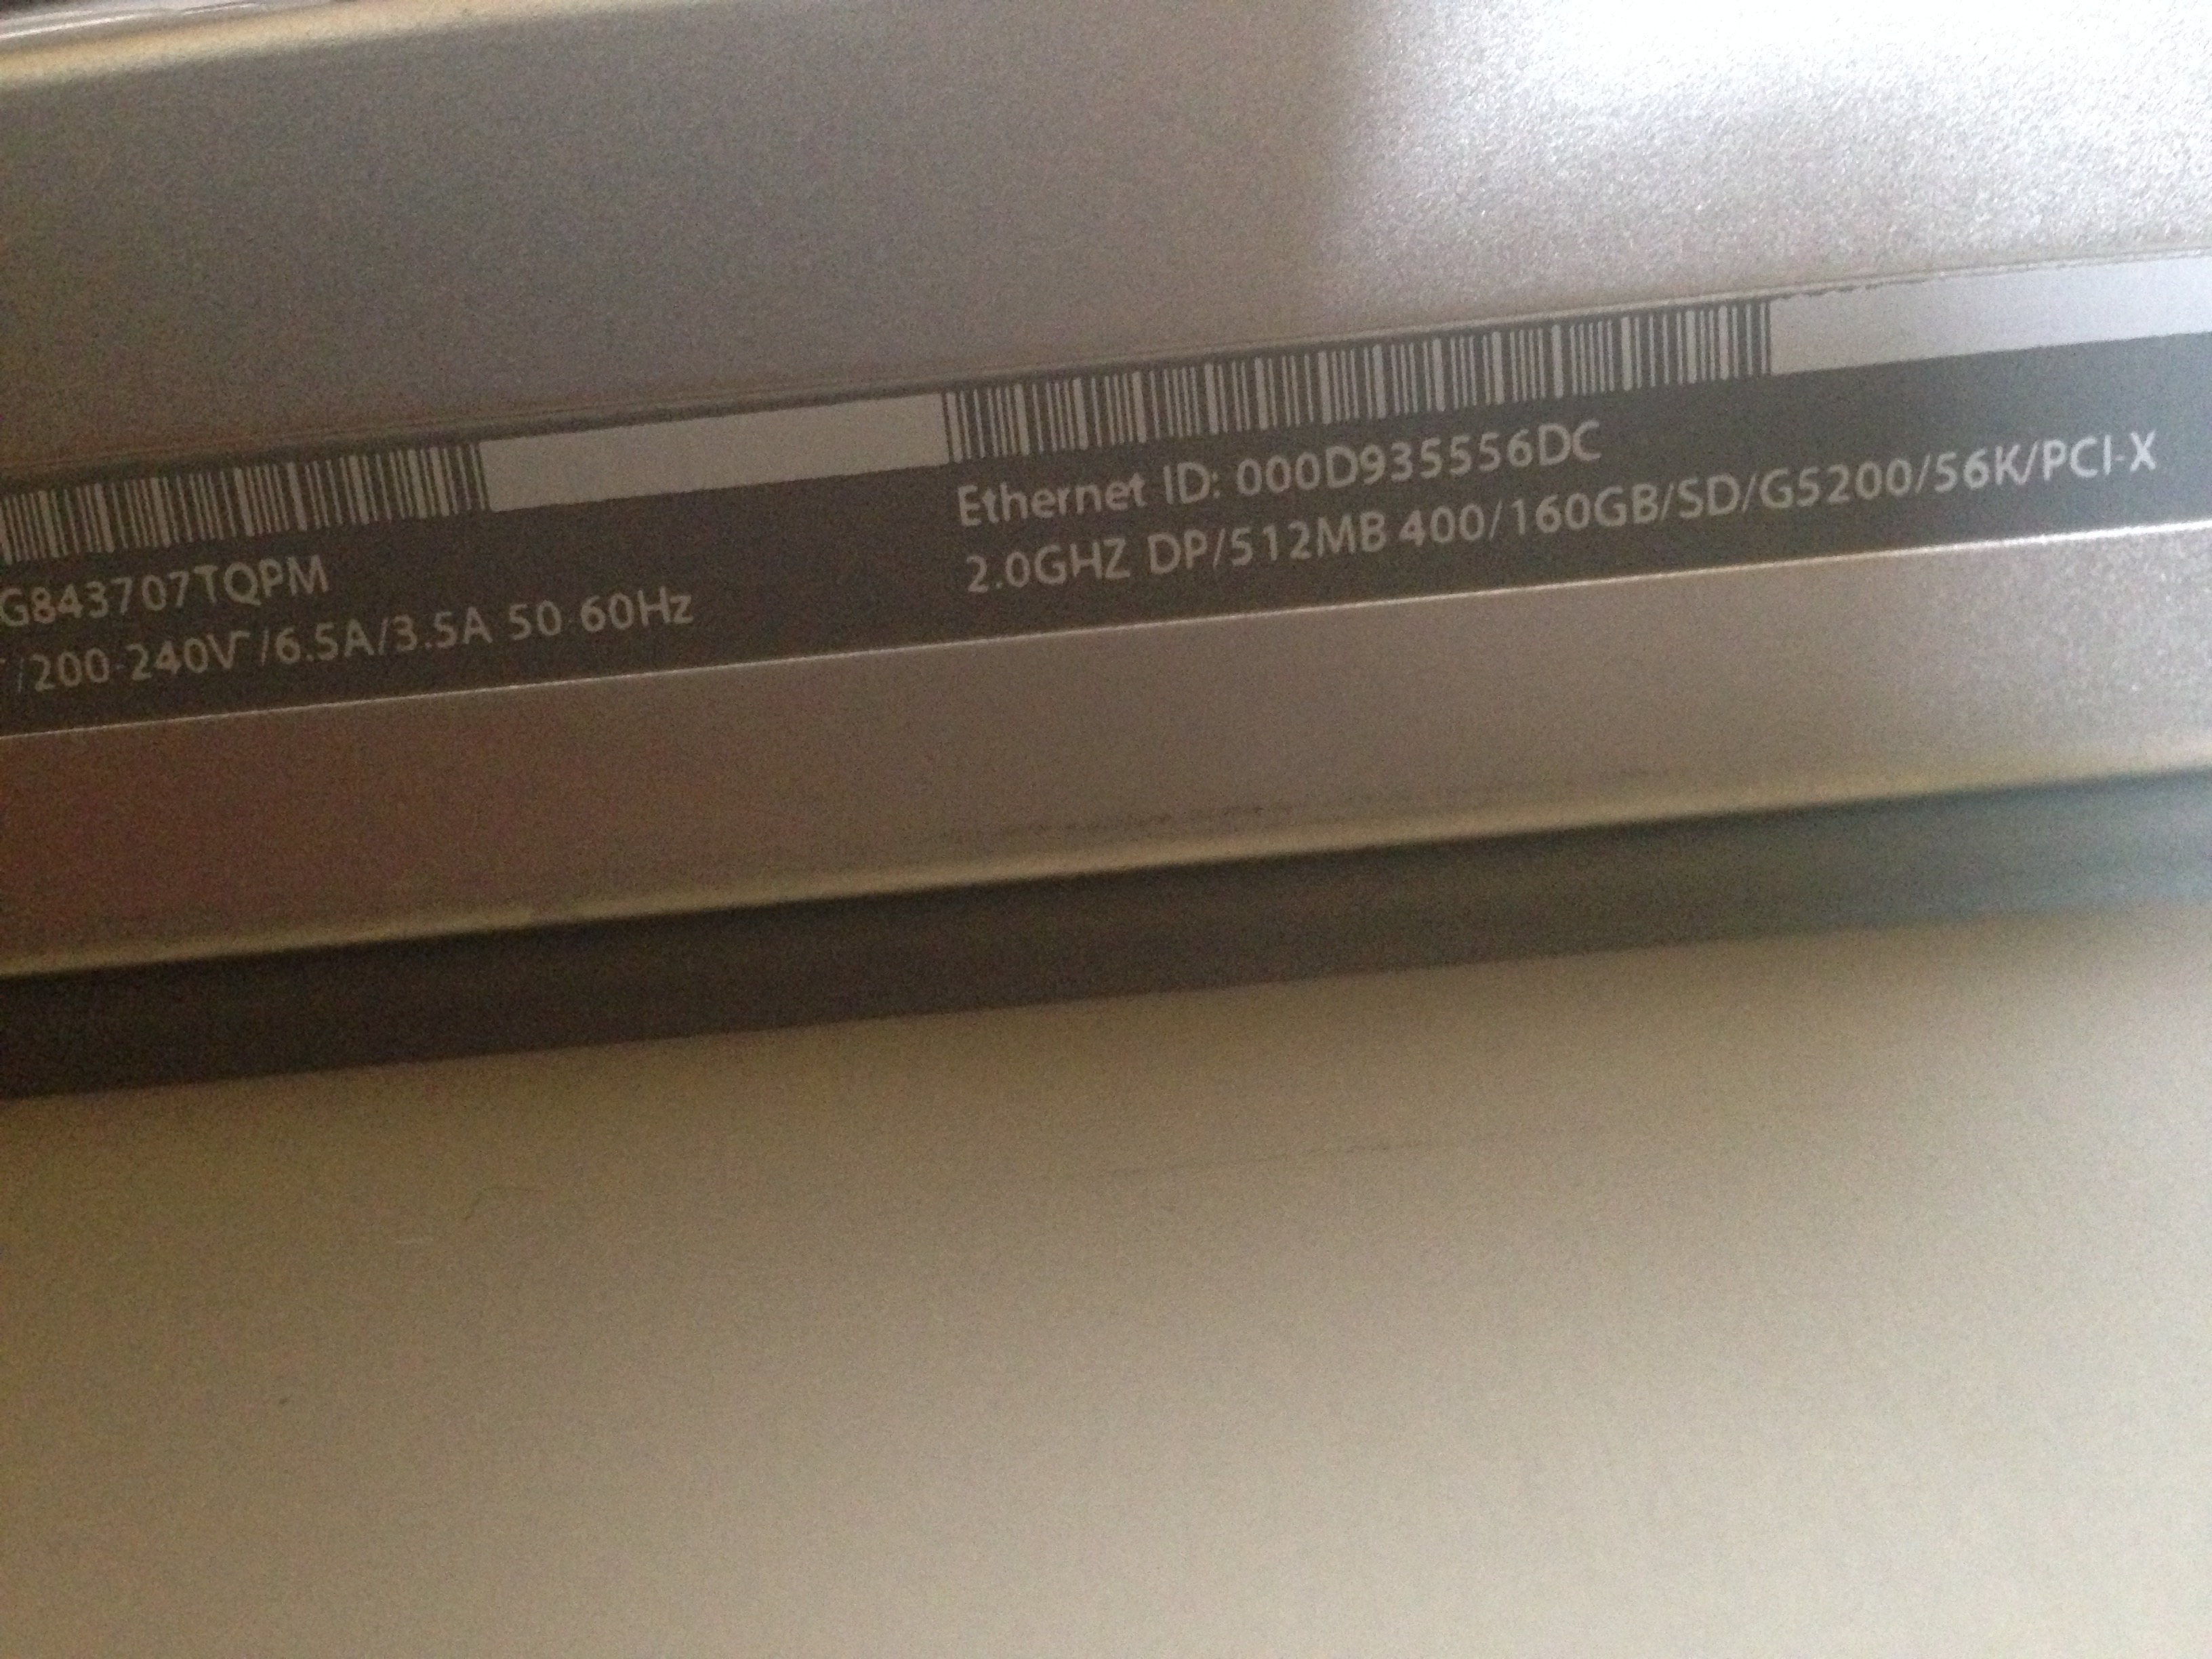 G843707TQPM
/200-240V~/6.5A/3.5A 50-60Hz
Ethernet ID: 000D935556DC
2.0GHZ DP/512MB 400/160GB/SD/G5200/56K/PCI-X